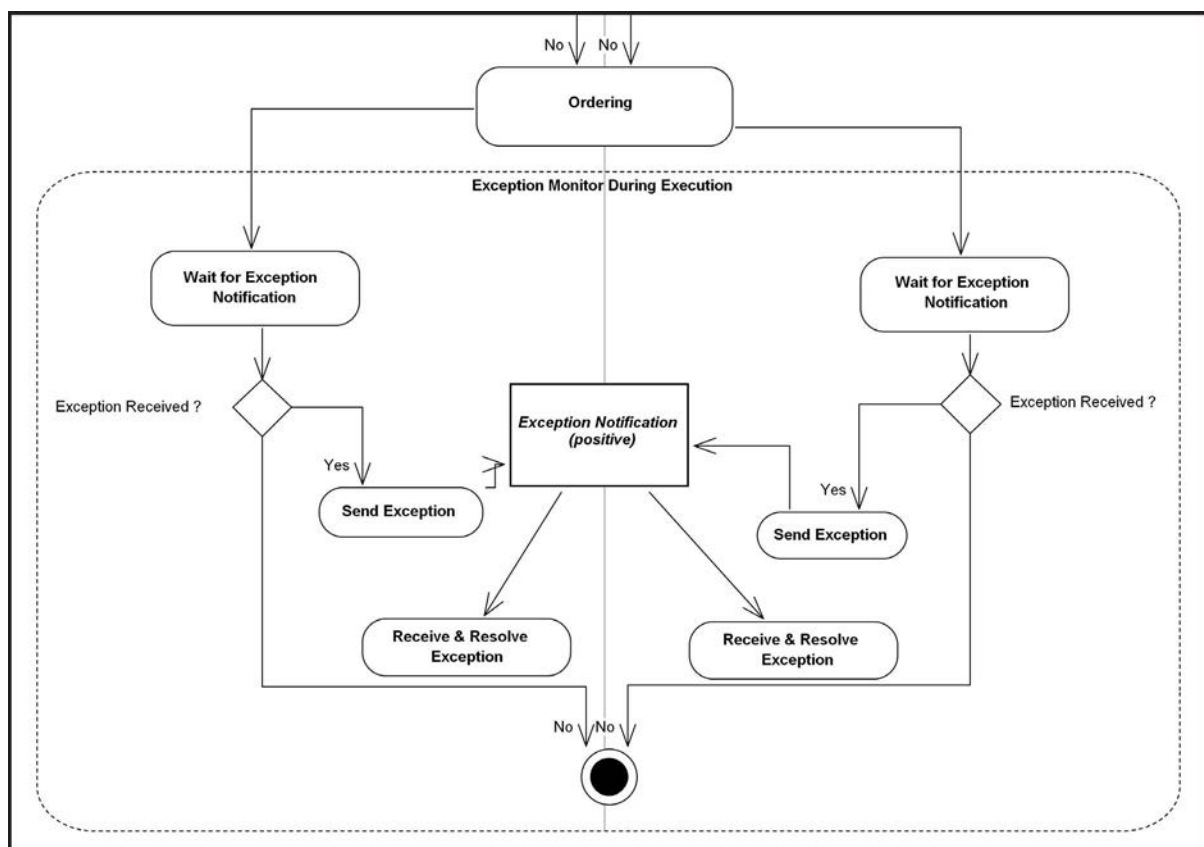 No No
Ordering
Exception Monitor During Execution
Wait for Exception
Notification
Wait for Exception
Notification
Exception Received ?
Exception Received ?
Exception Notification
(positive)
Yes
Yes
Send Exception
Send Exception
Receive & Resolve
Exception
Receive & Resolve
Exception
No No